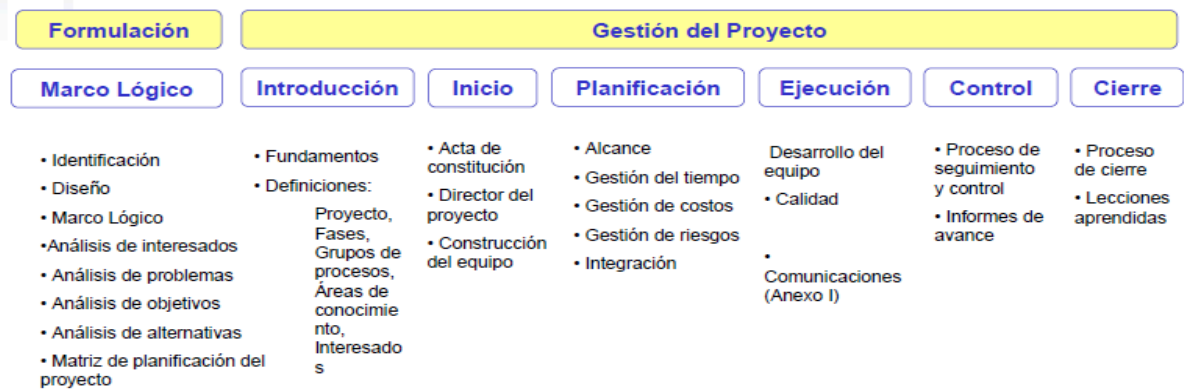 Formulación
Gestión del Proyecto
Marco Lógico
Introducción
Inicio
Planificación
Ejecución
Control
Cierre
• Identificación
• Diseño
• Marco Lógico
•Análisis de interesados
• Análisis de problemas
• Análisis de objetivos
• Análisis de alternativas
• Matriz de planificación del
proyecto
• Fundamentos
• Definiciones:
Proyecto,
Fases,
Grupos de
procesos,
Áreas de
conocimie
nto,
Interesado
s
• Acta de
constitución
• Director del
proyecto
• Construcción
del equipo
• Alcance
• Gestión del tiempo
• Gestión de costos
• Gestión de riesgos
• Integración
Desarrollo del
equipo
• Calidad
•
Comunicaciones
(Anexo I)
• Proceso de
seguimiento
y control
• Informes de
avance
• Proceso
de cierre
• Lecciones
aprendidas